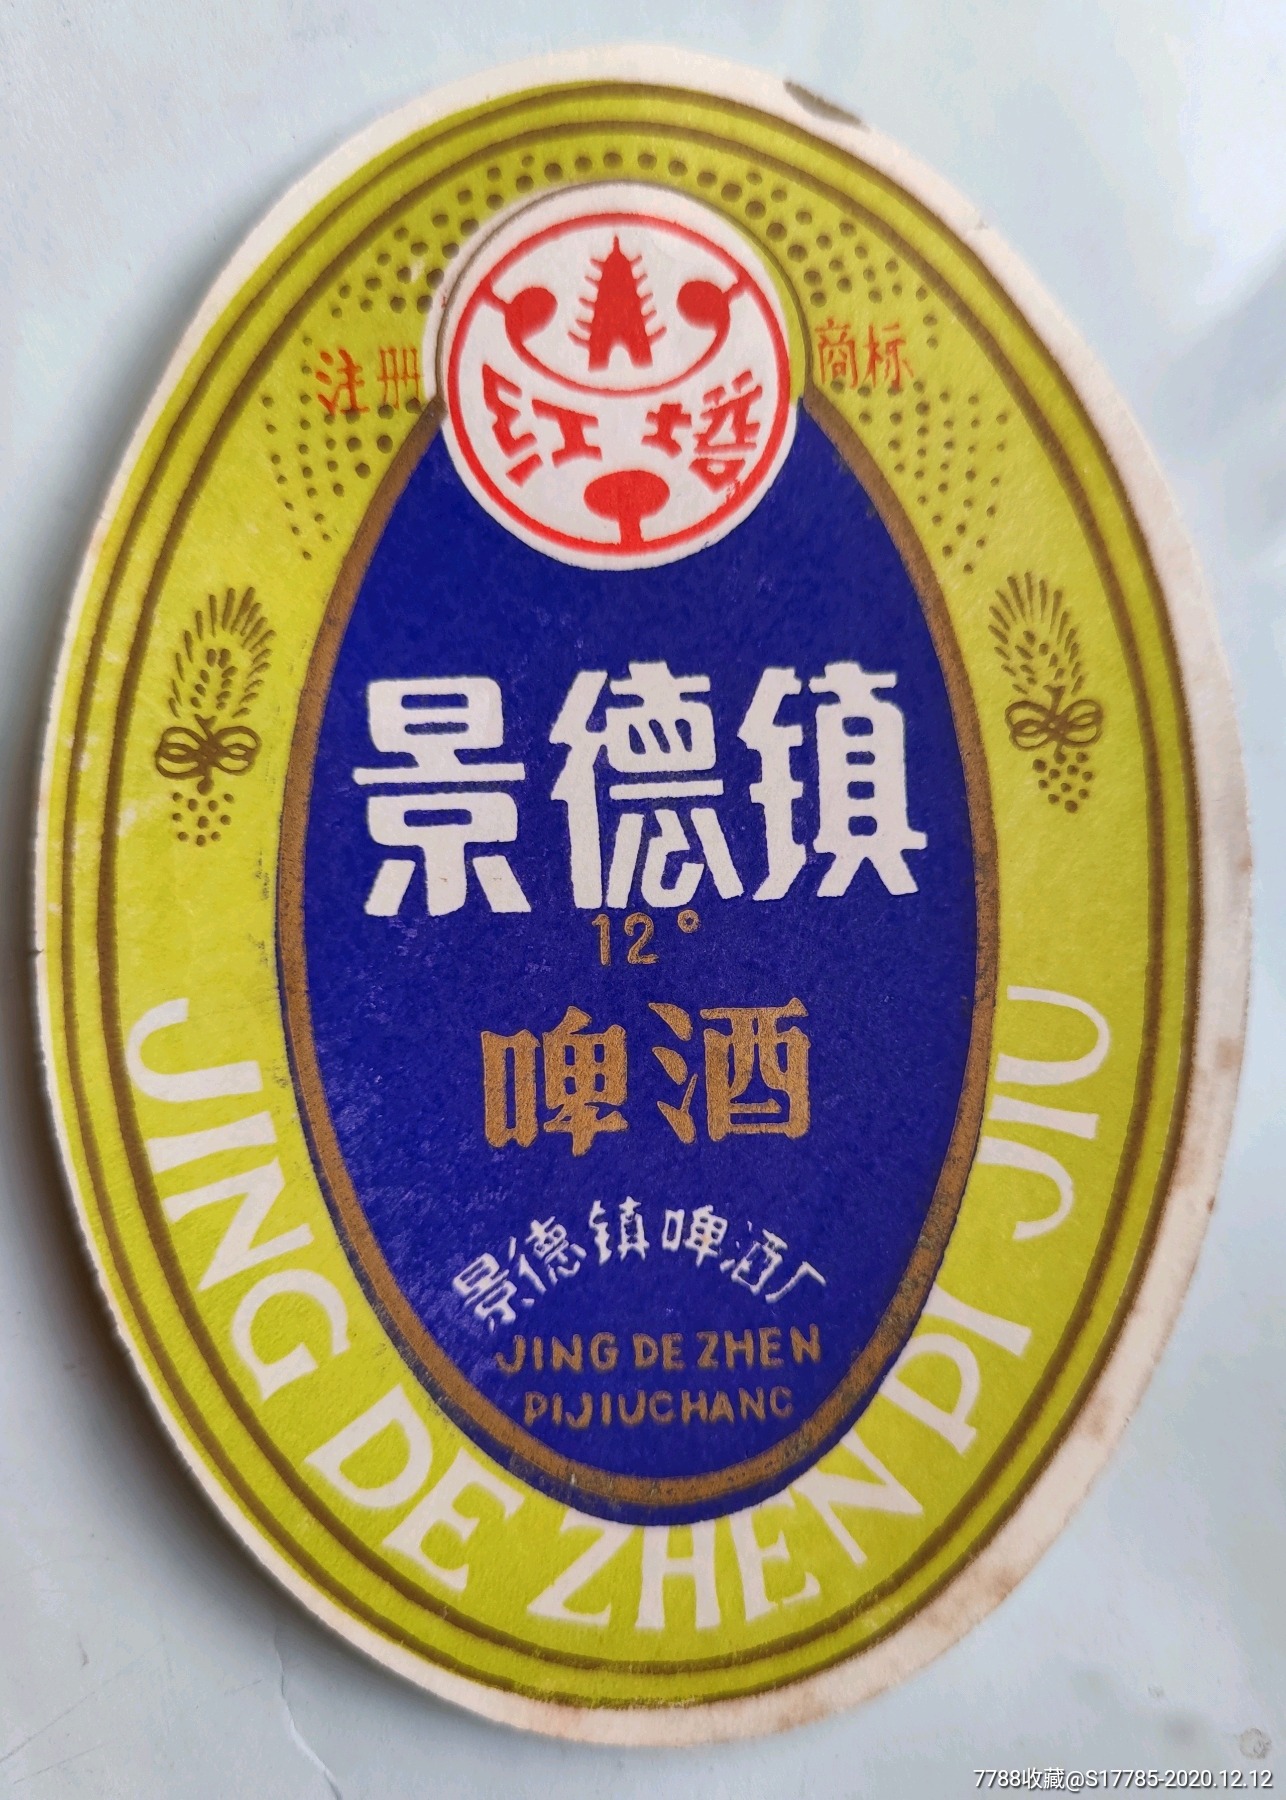 注册 商标
红塔
景德镇
12°
啤酒
景德镇啤酒厂
JING DE ZHEN
PIJIUCHANG
JING DE ZHEN PI JIU
7788收藏@S17785-2020.12.12